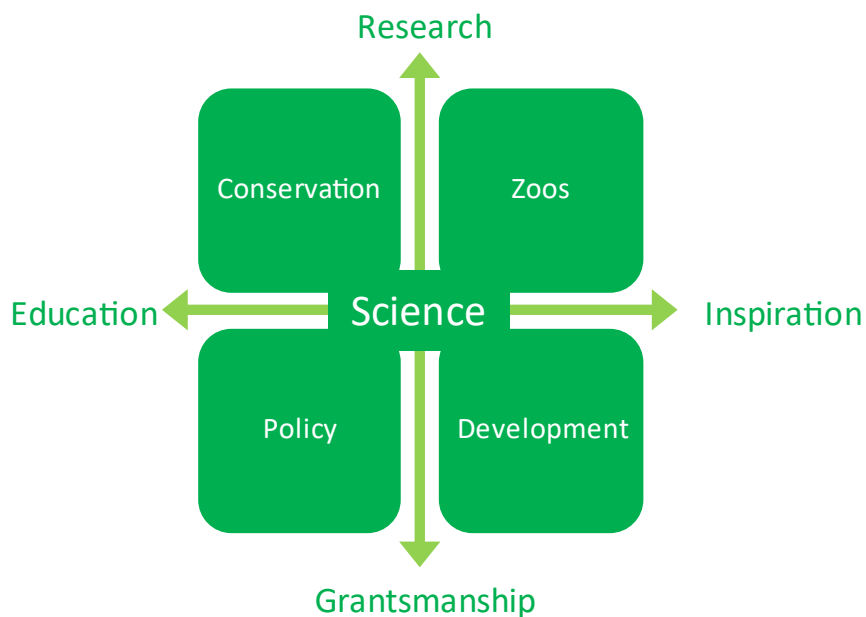 Research
Conservation
Zoos
Education
Science
Inspiration
Policy
Development
Grantsmanship